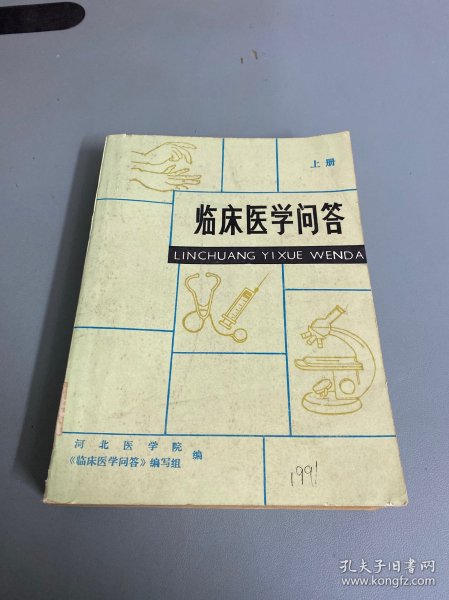 上册
临床医学问答
LINCHUANG YIXUE WENDA
河北医学院
《临床医学问答》编写组
编
1991
孔夫子旧书网
www.kongfz.com